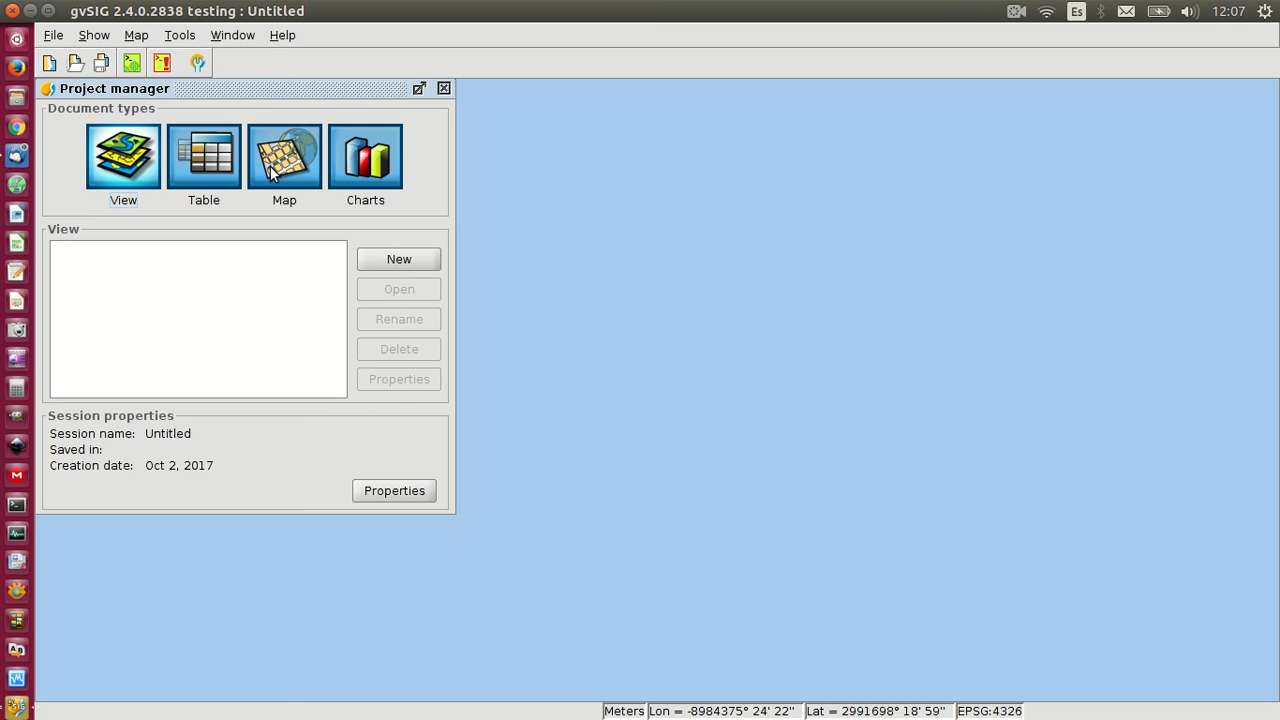 gvSIG 2.4.0.2838 testing : Untitled
Es
12:07
File Show Map Tools Window Help
Project manager
Document types
View Table Map Charts
View
New
Open
Rename
Delete
Properties
Session properties
Session name: Untitled
Saved in:
Creation date: Oct 2, 2017
Properties
Meters Lon = -8984375° 24' 22'' Lat = 2991698° 18' 59'' EPSG:4326